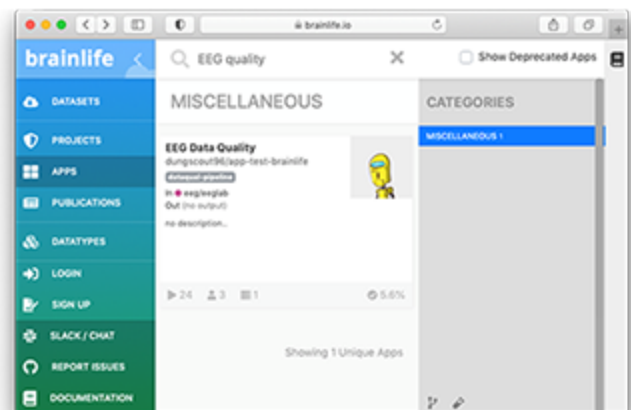 brainlife.io
brainlife
EEG quality
Show Deprecated Apps
DATASETS
PROJECTS
APPS
PUBLICATIONS
DATATYPES
LOGIN
SIGN UP
SLACK / CHAT
REPORT ISSUES
DOCUMENTATION
MISCELLANEOUS
EEG Data Quality
dungscout96/app-test-brainlife
dataqual-pipeline
In eeg/eeglab
Out (no output)
no description..
24 3 1 5.6%
Showing 1 Unique Apps
CATEGORIES
MISCELLANEOUS 1